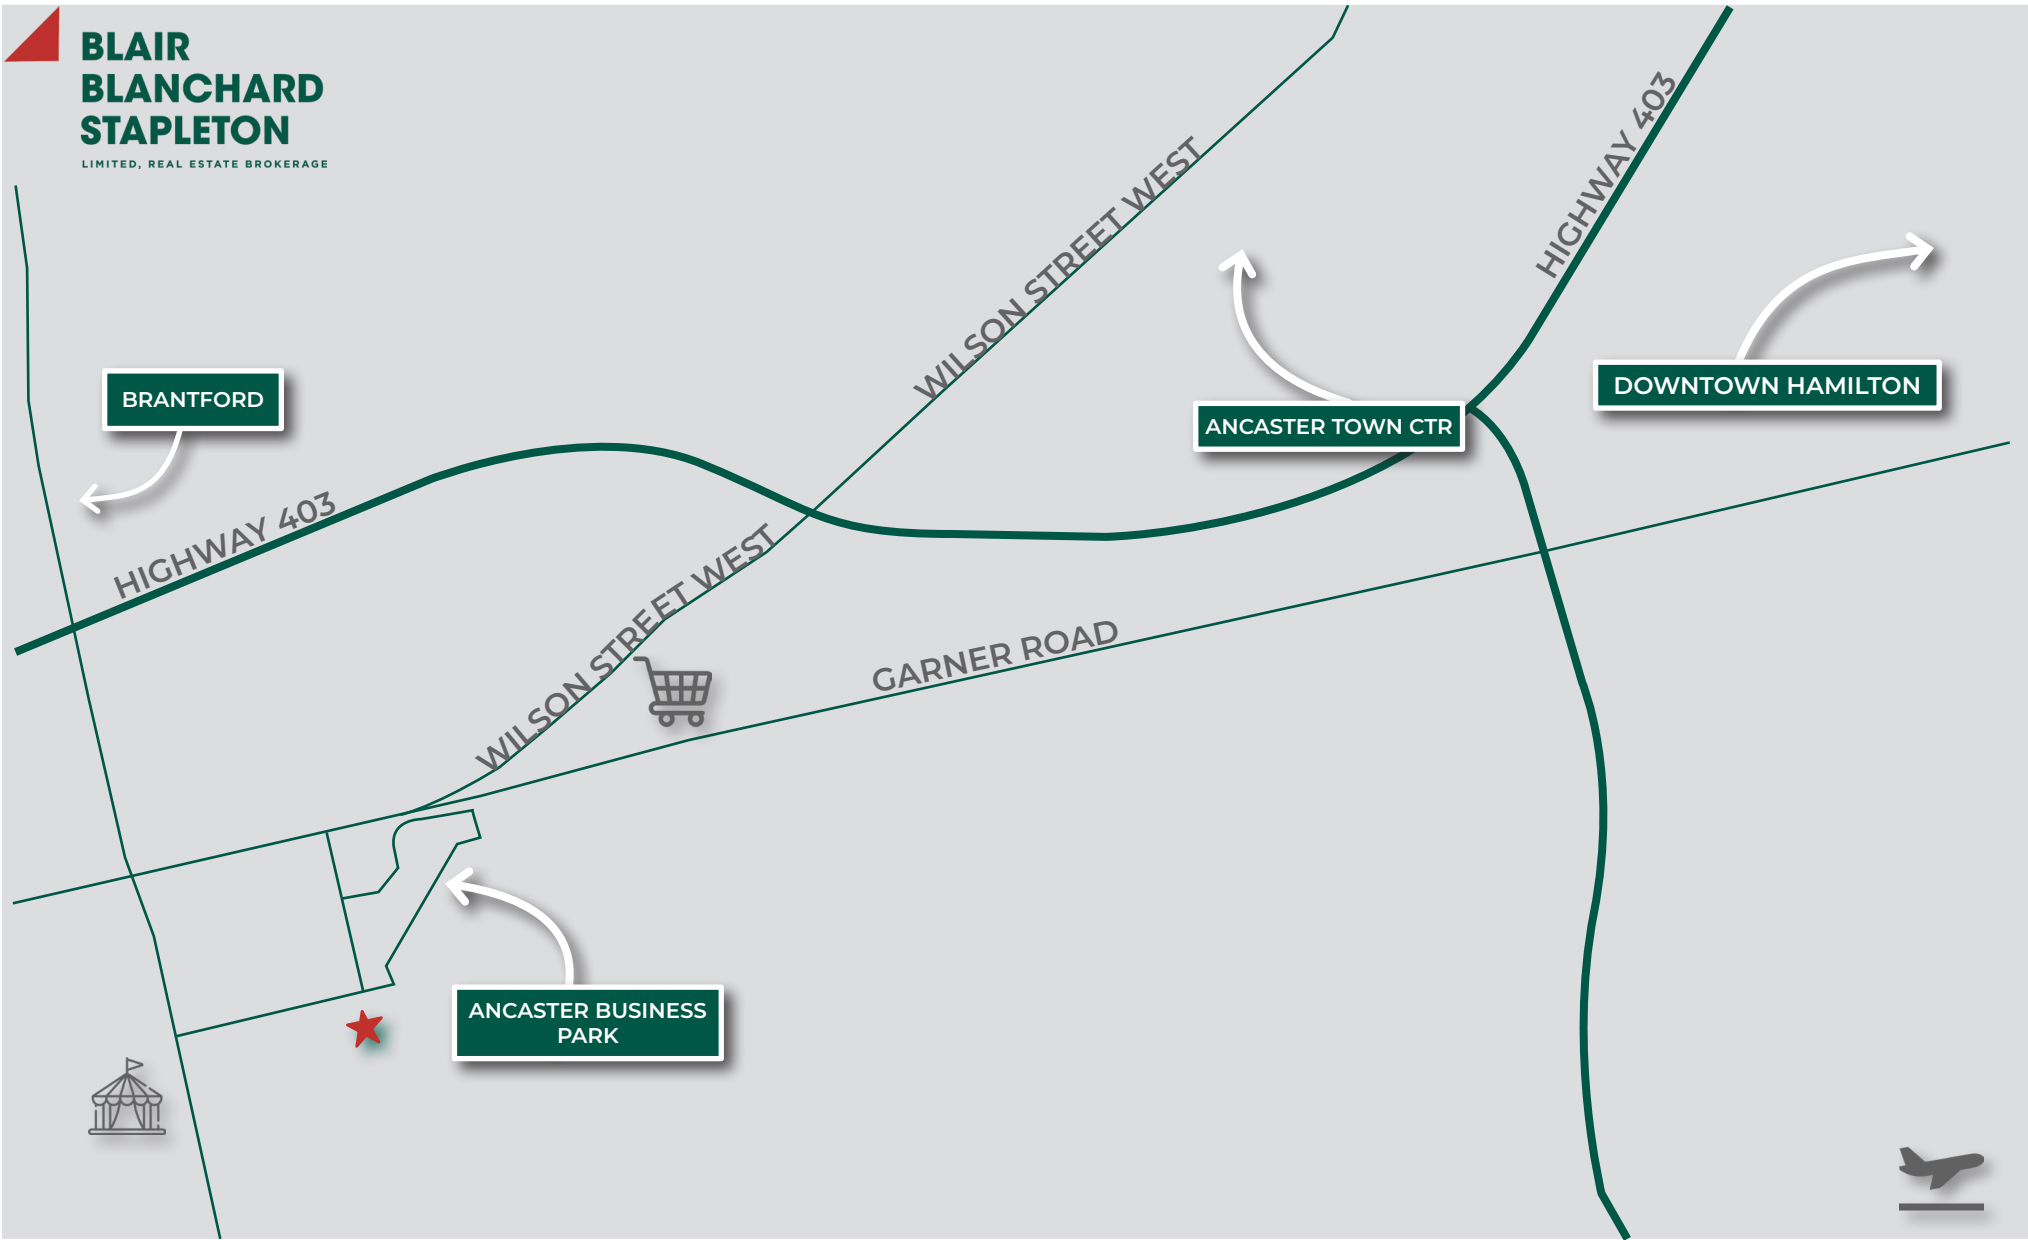 BLAIR
BLANCHARD
STAPLETON
LIMITED, REAL ESTATE BROKERAGE
HIGHWAY 403
WILSON STREET WEST
DOWNTOWN HAMILTON
BRANTFORD
ANCASTER TOWN CTR
HIGHWAY 403
WILSON STREET WEST
GARNER ROAD
ANCASTER BUSINESS
PARK